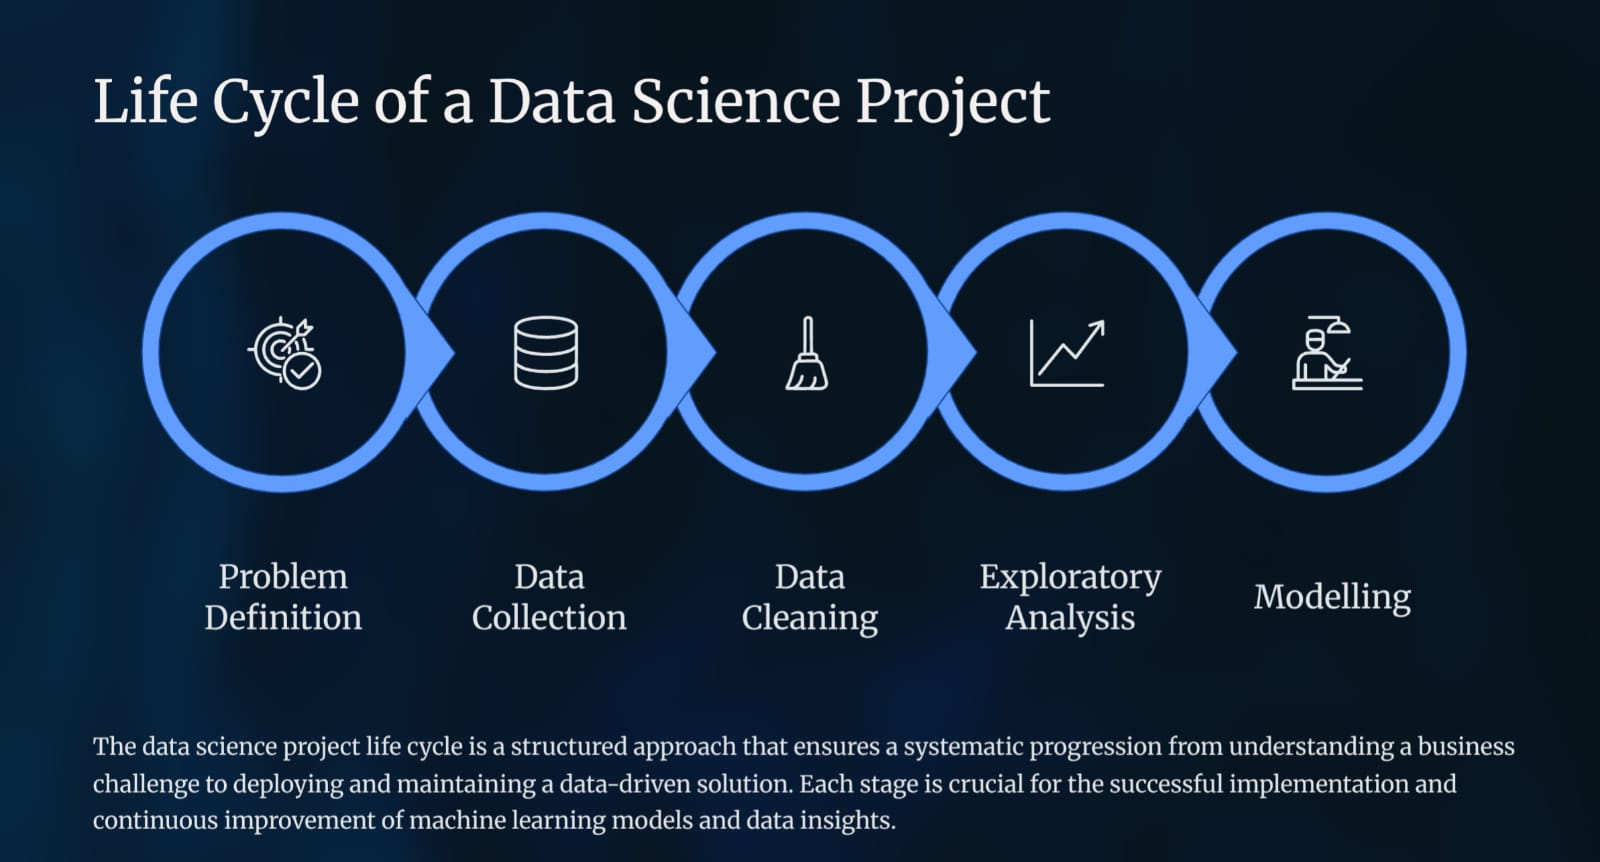 Life Cycle of a Data Science Project
Problem
Definition
Data
Collection
Data
Cleaning
Exploratory
Analysis
Modelling
The data science project life cycle is a structured approach that ensures a systematic progression from understanding a business
challenge to deploying and maintaining a data-driven solution. Each stage is crucial for the successful implementation and
continuous improvement of machine learning models and data insights.